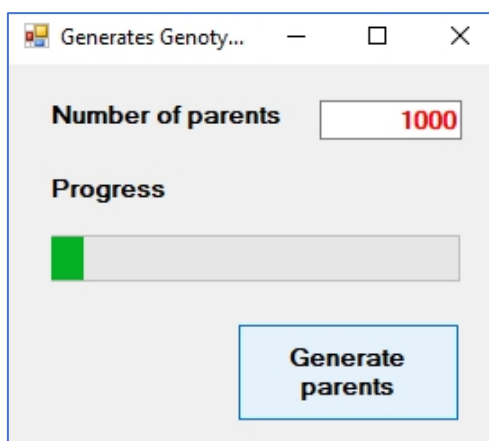 Generates Genoty...
Number of parents 1000
Progress
Generate
parents